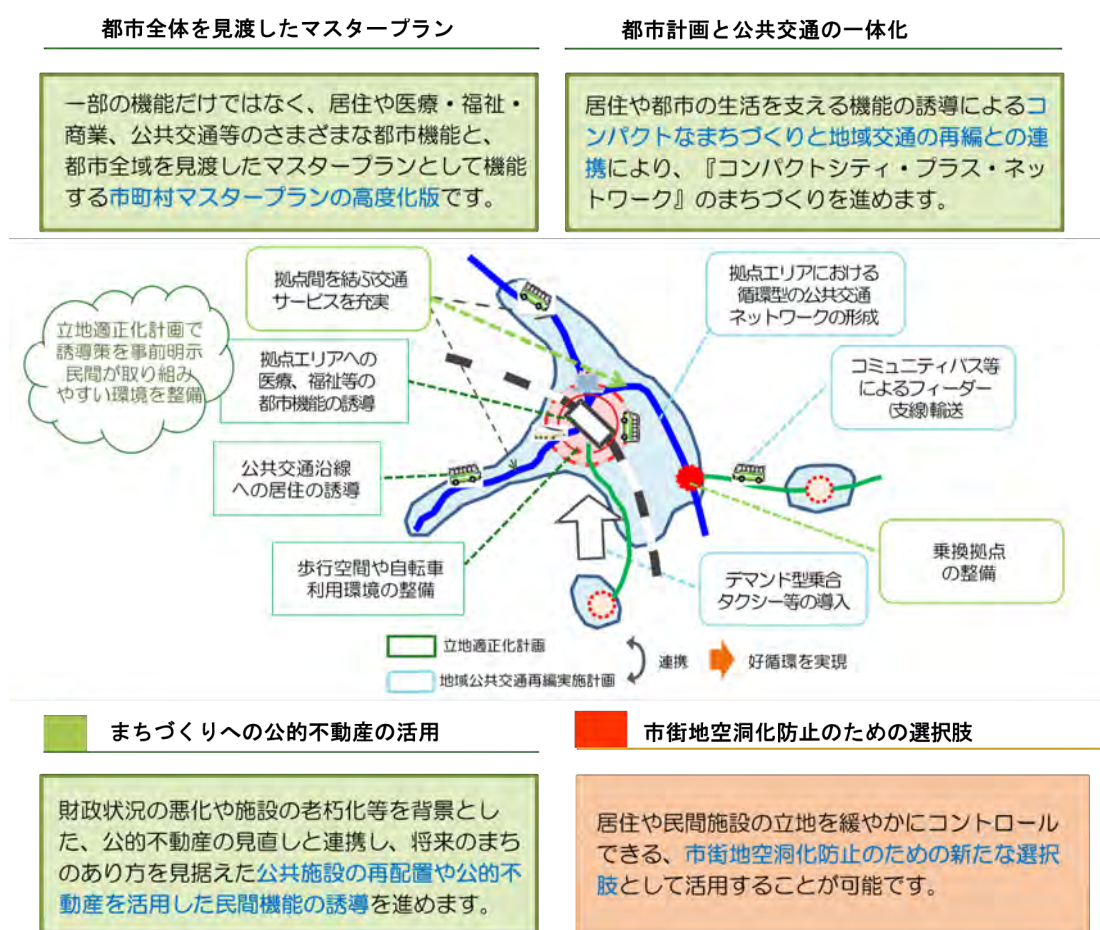 都市全体を見渡したマスタープラン
一部の機能だけではなく、居住や医療・福祉・
商業、公共交通等のさまざまな都市機能と、
都市全域を見渡したマスタープランとして機能
する市町村マスタープランの高度化版です。
都市計画と公共交通の一体化
居住や都市の生活を支える機能の誘導によるコ
ンパクトなまちづくりと地域交通の再編との連
携により、『コンパクトシティ・プラス・ネッ
トワーク』のまちづくりを進めます。
立地適正化計画で
誘導策を事前明示
民間が取り組み
やすい環境を整備
拠点間を結ぶ交通
サービスを充実
拠点エリアへの
医療、福祉等の
都市機能の誘導
公共交通沿線
への居住の誘導
歩行空間や自転車
利用環境の整備
拠点エリアにおける
循環型の公共交通
ネットワークの形成
コミュニティバス等
によるフィーダー
(支線)輸送
乗換拠点
の整備
デマンド型乗合
タクシー等の導入
立地適正化計画
地域公共交通再編実施計画
連携
好循環を実現
まちづくりへの公的不動産の活用
財政状況の悪化や施設の老朽化等を背景とし
た、公的不動産の見直しと連携し、将来のまち
のあり方を見据えた公共施設の再配置や公的不
動産を活用した民間機能の誘導を進めます。
市街地空洞化防止のための選択肢
居住や民間施設の立地を緩やかにコントロール
できる、市街地空洞化防止のための新たな選択
肢として活用することが可能です。